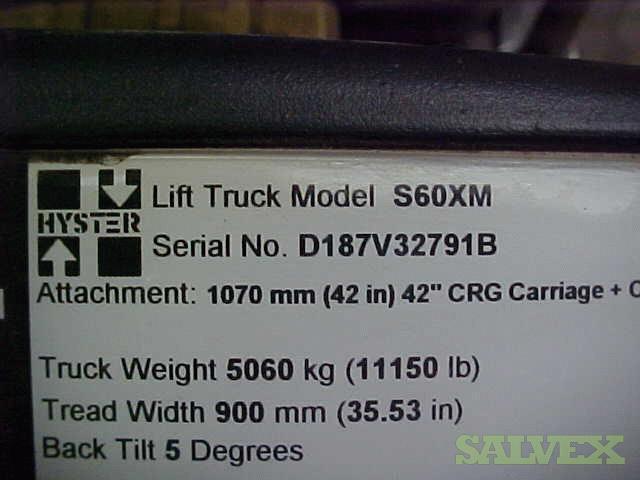 HYSTER
Lift Truck Model S60XM
Serial No. D187V32791B
Attachment: 1070 mm (42 in) 42" CRG Carriage +
Truck Weight 5060 kg (11150 lb)
Tread Width 900 mm (35.53 in)
Back Tilt 5 Degrees
SALVEX